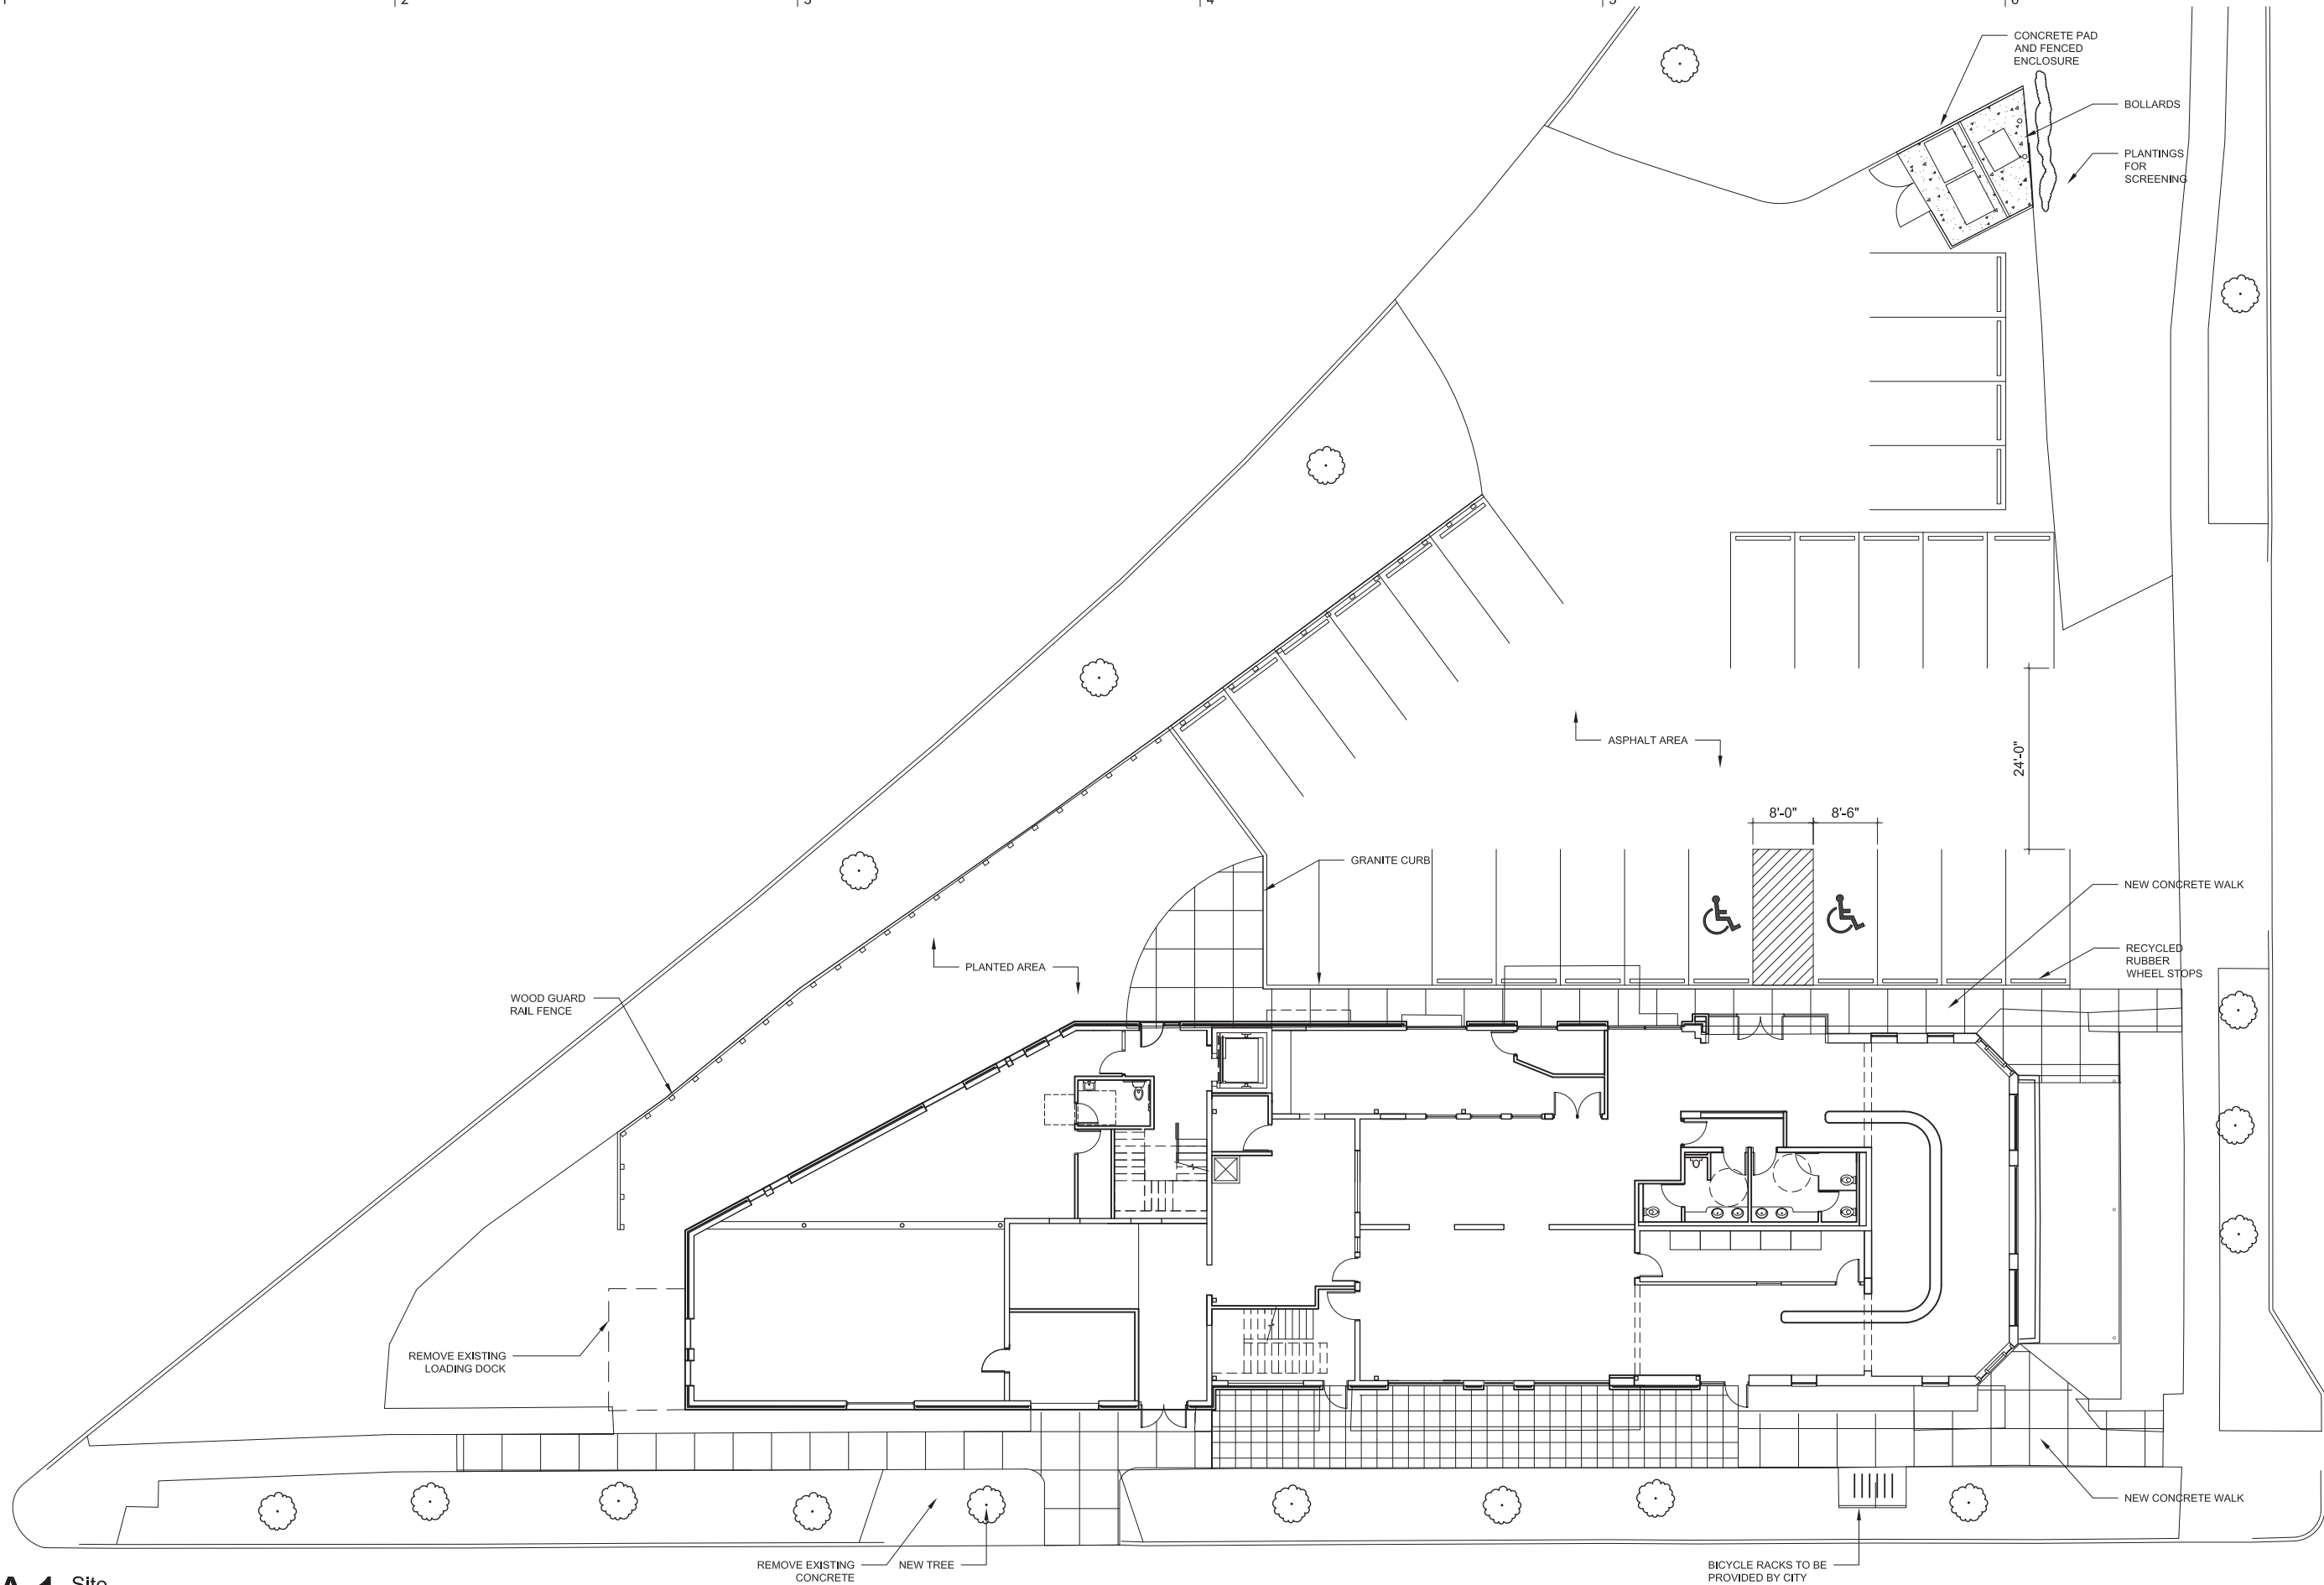 CONCRETE PAD
AND FENCED
ENCLOSURE
BOLLARDS
PLANTINGS
FOR
SCREENING
ASPHALT AREA
24'-0"
8'-0"
8'-6"
GRANITE CURB
NEW CONCRETE WALK
RECYCLED
RUBBER
WHEEL STOPS
PLANTED AREA
WOOD GUARD
RAIL FENCE
REMOVE EXISTING
LOADING DOCK
NEW CONCRETE WALK
REMOVE EXISTING
CONCRETE
NEW TREE
BICYCLE RACKS TO BE
PROVIDED BY CITY